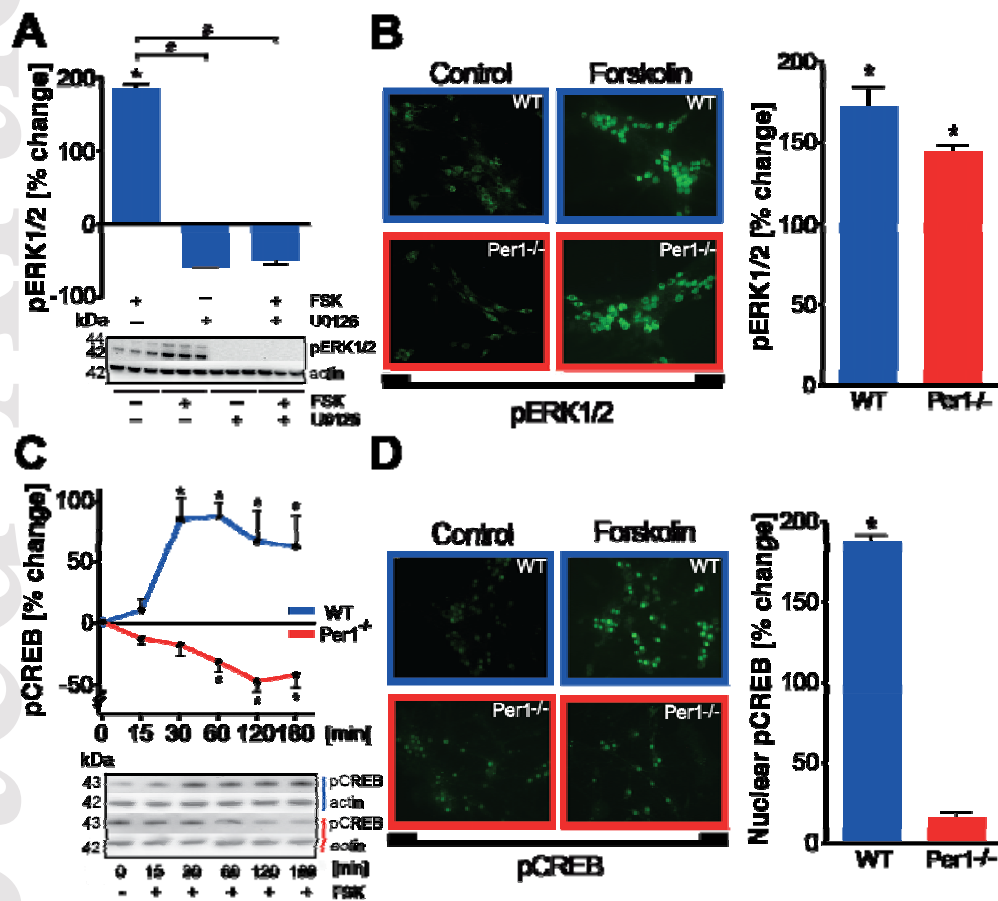 A
#
#
*
pERK1/2 [% change]
200
100
0
-100
+ – + FSK
– + + U0126
kDa
44
42
pERK1/2
42
actin
– + – + FSK
– – + + U0126
B
Control Forskolin
WT WT
Per1-/- Per1-/-
pERK1/2
pERK1/2 [% change]
200
150
100
50
0
* *
WT Per1-/-
C
pCREB [% change]
100
50
0
-50
* * * *
* * *
WT
Per1-/-
0 15 30 60 120 180 [min]
kDa
43 pCREB
42 actin
43 pCREB
42 actin
0 15 30 60 120 180 [min]
- + + + + + FSK
D
Control Forskolin
WT WT
Per1-/- Per1-/-
pCREB
Nuclear pCREB [% change]
200
150
100
50
0
*
WT Per1-/-